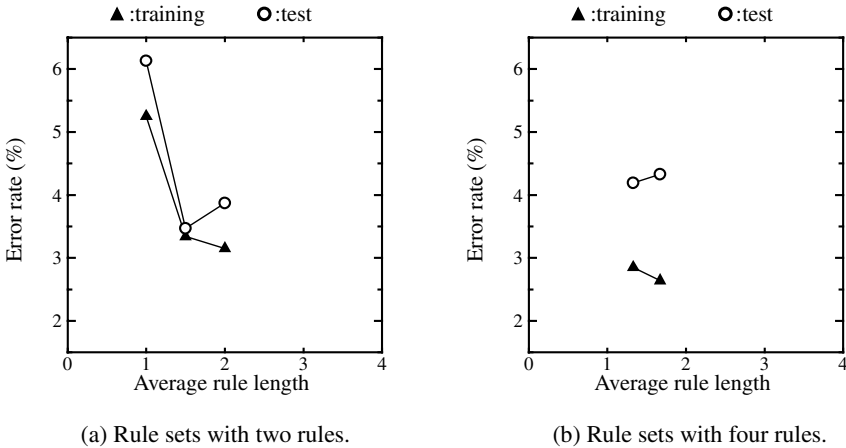 ▲:training ○:test
6
5
4
3
2
0 1 2 3 4
Error rate (%)
Average rule length
(a) Rule sets with two rules.
▲:training ○:test
6
5
4
3
2
0 1 2 3 4
Error rate (%)
Average rule length
(b) Rule sets with four rules.